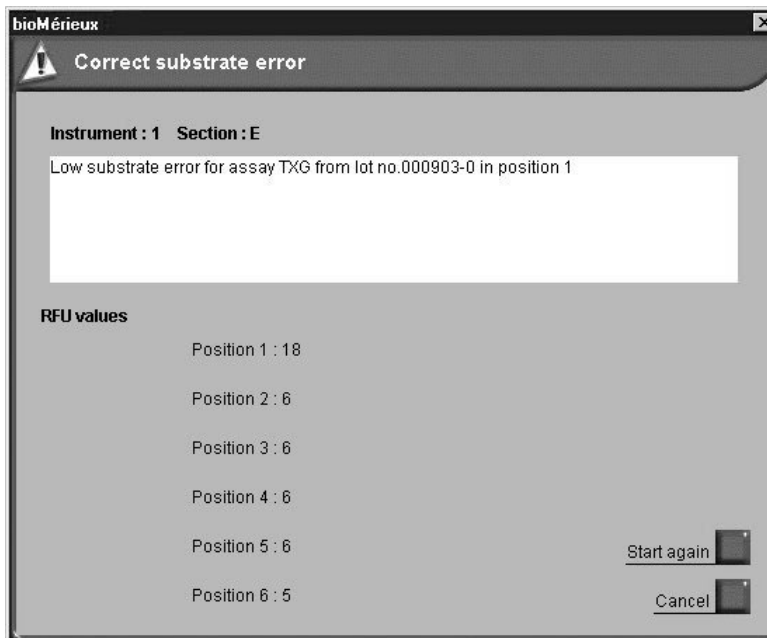 bioMérieux
Correct substrate error
Instrument : 1 Section : E
Low substrate error for assay TXG from lot no.000903-0 in position 1
RFU values
Position 1 : 18
Position 2 : 6
Position 3 : 6
Position 4 : 6
Position 5 : 6
Start again
Position 6 : 5
Cancel